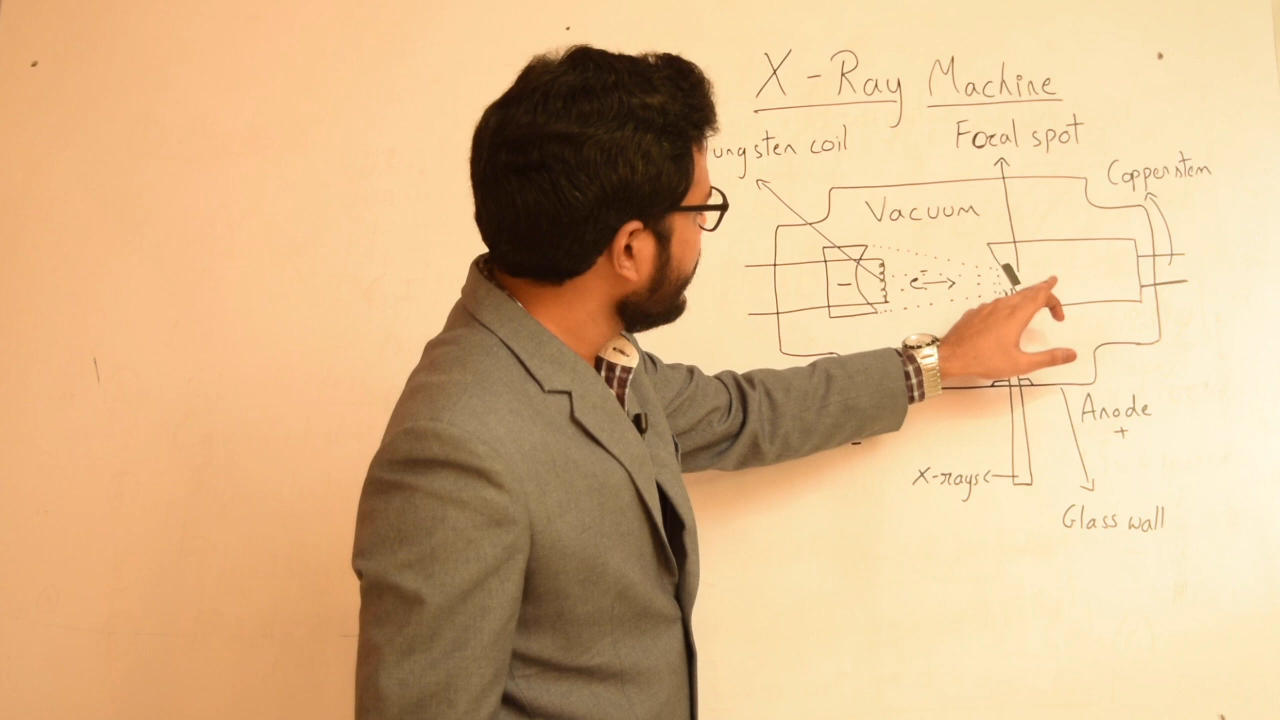 X-Ray Machine
Tungsten coil
Focal spot
Copper stem
Vacuum
-
e⁻
Anode
+
X-rays
Glass wall